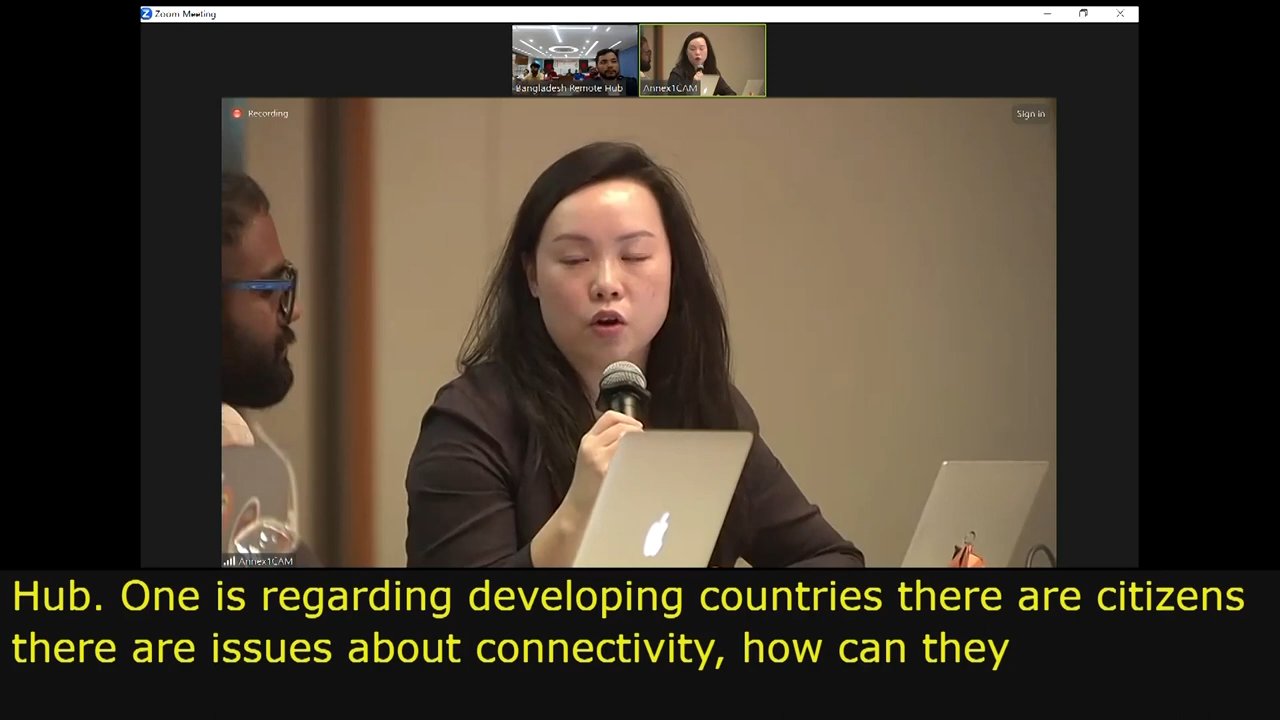 Zoom Meeting
Bangladesh Remote Hub
Annex1CAM
Recording
Sign in
Annex1CAM
Hub. One is regarding developing countries there are citizens
there are issues about connectivity, how can they